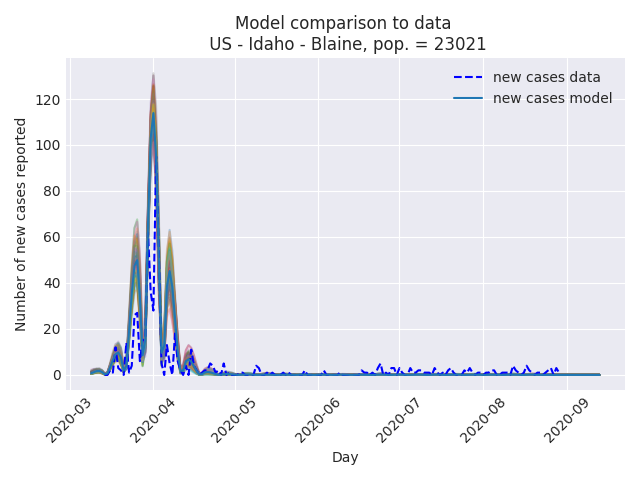 Model comparison to data
US - Idaho - Blaine, pop. = 23021
new cases data
new cases model
Number of new cases reported
120
100
80
60
40
20
0
2020-03
2020-04
2020-05
2020-06
2020-07
2020-08
2020-09
Day